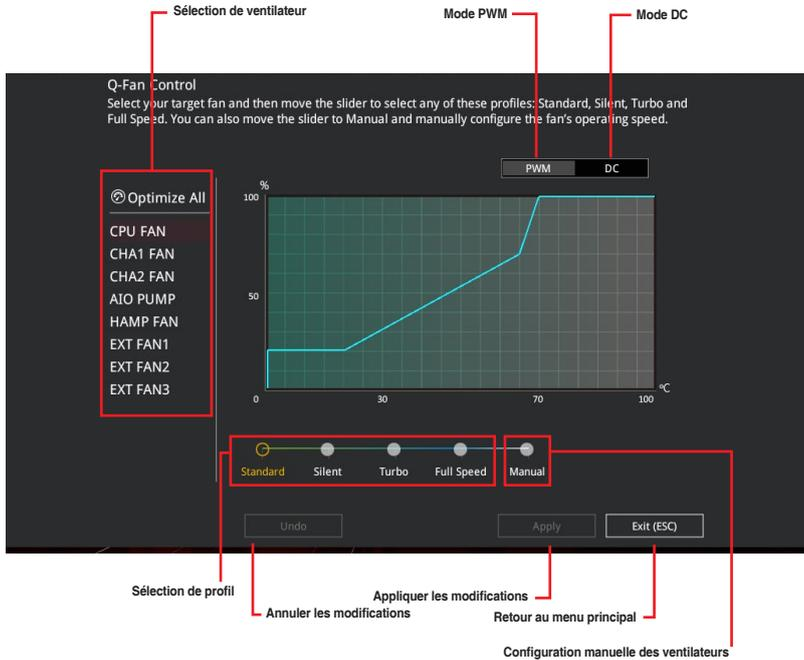 Sélection de ventilateur
Mode PWM
Mode DC
Q-Fan Control
Select your target fan and then move the slider to select any of these profiles: Standard, Silent, Turbo and
Full Speed. You can also move the slider to Manual and manually configure the fan's operating speed.
PWM
DC
Optimize All
CPU FAN
CHA1 FAN
CHA2 FAN
AIO PUMP
HAMP FAN
EXT FAN1
EXT FAN2
EXT FAN3
%
100
50
0
30
70
100
ºC
Standard
Silent
Turbo
Full Speed
Manual
Undo
Apply
Exit (ESC)
Sélection de profil
Annuler les modifications
Appliquer les modifications
Retour au menu principal
Configuration manuelle des ventilateurs